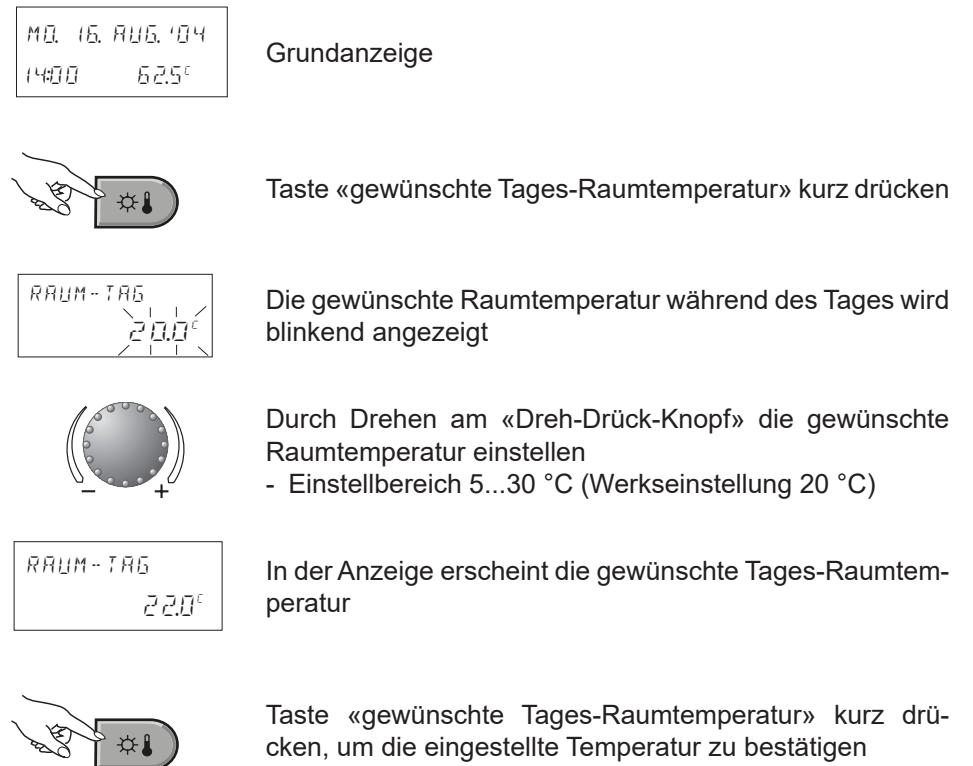 MO. 16. AUG. '04
14:00 62.5°C
Grundanzeige
Taste «gewünschte Tages-Raumtemperatur» kurz drücken
RAUM-TAG
20.0°C
Die gewünschte Raumtemperatur während des Tages wird
blinkend angezeigt
Durch Drehen am «Dreh-Drück-Knopf» die gewünschte
Raumtemperatur einstellen
- Einstellbereich 5...30 °C (Werkseinstellung 20 °C)
– +
RAUM-TAG
22.0°C
In der Anzeige erscheint die gewünschte Tages-Raumtem-
peratur
Taste «gewünschte Tages-Raumtemperatur» kurz drü-
cken, um die eingestellte Temperatur zu bestätigen